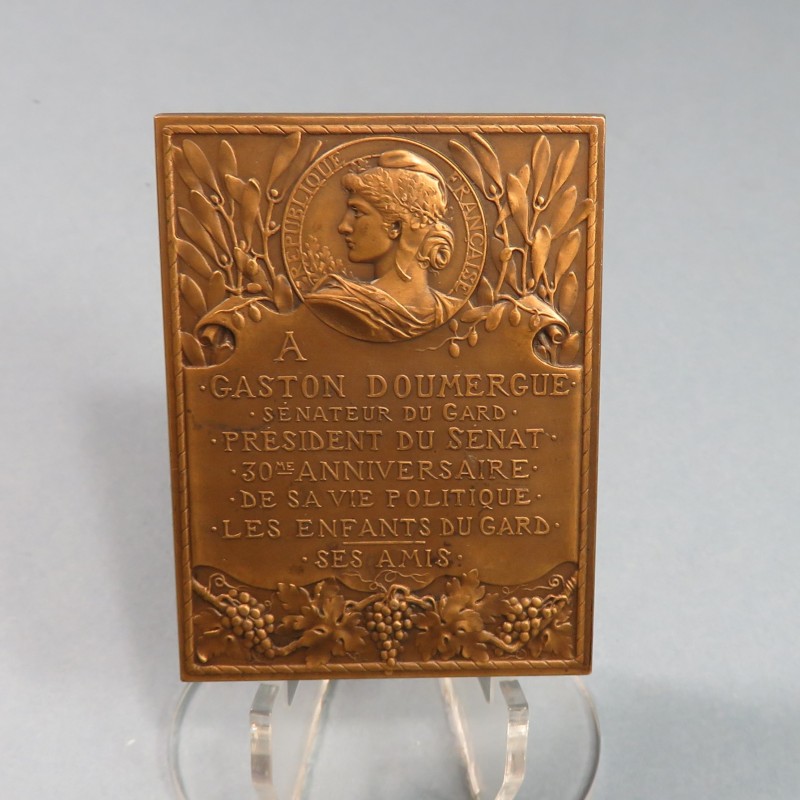 REPUBLIQUE FRANÇAISE
A
·GASTON DOUMERGUE·
·SÉNATEUR DU GARD·
·PRÉSIDENT DU SÉNAT·
·30ME ANNIVERSAIRE·
·DE SA VIE POLITIQUE·
·LES ENFANTS DU GARD·
·SES AMIS·